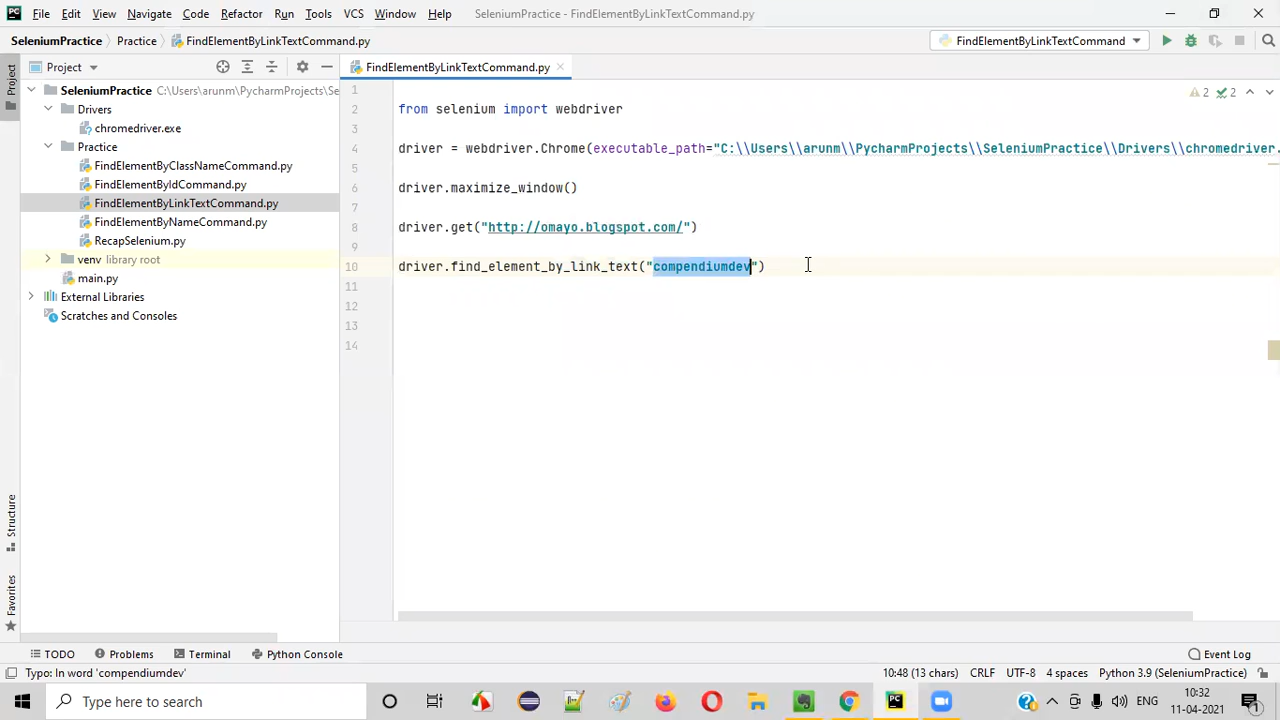 File Edit View Navigate Code Refactor Run Tools VCS Window Help SeleniumPractice - FindElementByLinkTextCommand.py
SeleniumPractice Practice FindElementByLinkTextCommand.py FindElementByLinkTextCommand
Project FindElementByLinkTextCommand.py
Project
SeleniumPractice C:\Users\arunm\PycharmProjects\Se
Drivers
chromedriver.exe
Practice
FindElementByClassNameCommand.py
FindElementByIdCommand.py
FindElementByLinkTextCommand.py
FindElementByNameCommand.py
RecapSelenium.py
venv library root
main.py
External Libraries
Scratches and Consoles
2 2
1
2 from selenium import webdriver
3
4 driver = webdriver.Chrome(executable_path="C:\\Users\\arunm\\PycharmProjects\\SeleniumPractice\\Drivers\\chromedriver.
5
6 driver.maximize_window()
7
8 driver.get("http://omayo.blogspot.com/")
9
10 driver.find_element_by_link_text("compendiumdev")
11
12
13
14
Structure
Favorites
TODO Problems Terminal Python Console Event Log
Typo: In word 'compendiumdev' 10:48 (13 chars) CRLF UTF-8 4 spaces Python 3.9 (SeleniumPractice)
Type here to search ENG 10:32
11-04-2021